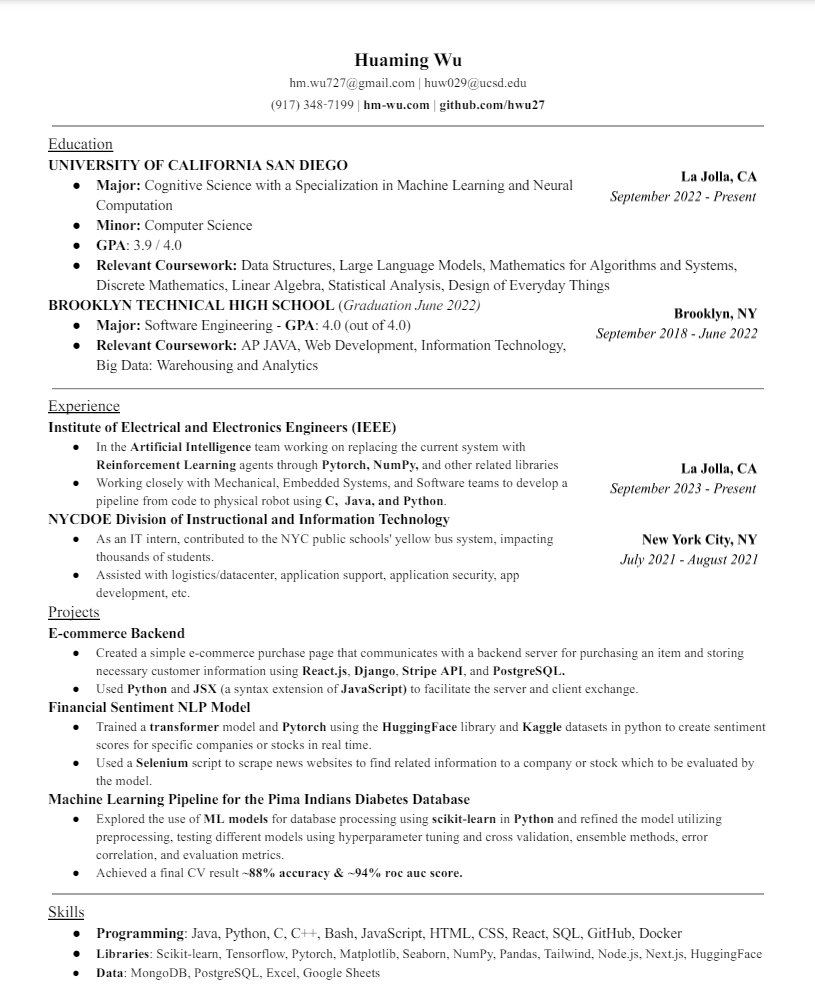 Huaming Wu
hm.wu727@gmail.com | huw029@ucsd.edu
(917) 348-7199 | hm-wu.com | github.com/hwu27
Education
UNIVERSITY OF CALIFORNIA SAN DIEGO
La Jolla, CA
September 2022 - Present
● Major: Cognitive Science with a Specialization in Machine Learning and Neural
Computation
● Minor: Computer Science
● GPA: 3.9 / 4.0
● Relevant Coursework: Data Structures, Large Language Models, Mathematics for Algorithms and Systems,
Discrete Mathematics, Linear Algebra, Statistical Analysis, Design of Everyday Things
BROOKLYN TECHNICAL HIGH SCHOOL (Graduation June 2022)
Brooklyn, NY
September 2018 - June 2022
● Major: Software Engineering - GPA: 4.0 (out of 4.0)
● Relevant Coursework: AP JAVA, Web Development, Information Technology,
Big Data: Warehousing and Analytics
Experience
Institute of Electrical and Electronics Engineers (IEEE)
● In the Artificial Intelligence team working on replacing the current system with
Reinforcement Learning agents through Pytorch, NumPy, and other related libraries
La Jolla, CA
September 2023 - Present
● Working closely with Mechanical, Embedded Systems, and Software teams to develop a
pipeline from code to physical robot using C,  Java, and Python.
NYCDOE Division of Instructional and Information Technology
New York City, NY
July 2021 - August 2021
● As an IT intern, contributed to the NYC public schools' yellow bus system, impacting
thousands of students.
● Assisted with logistics/datacenter, application support, application security, app
development, etc.
Projects
E-commerce Backend
● Created a simple e-commerce purchase page that communicates with a backend server for purchasing an item and storing
necessary customer information using React.js, Django, Stripe API, and PostgreSQL.
● Used Python and JSX (a syntax extension of JavaScript) to facilitate the server and client exchange.
Financial Sentiment NLP Model
● Trained a transformer model and Pytorch using the HuggingFace library and Kaggle datasets in python to create sentiment
scores for specific companies or stocks in real time.
● Used a Selenium script to scrape news websites to find related information to a company or stock which to be evaluated by
the model.
Machine Learning Pipeline for the Pima Indians Diabetes Database
● Explored the use of ML models for database processing using scikit-learn in Python and refined the model utilizing
preprocessing, testing different models using hyperparameter tuning and cross validation, ensemble methods, error
correlation, and evaluation metrics.
● Achieved a final CV result ~88% accuracy & ~94% roc auc score.
Skills
● Programming: Java, Python, C, C++, Bash, JavaScript, HTML, CSS, React, SQL, GitHub, Docker
● Libraries: Scikit-learn, Tensorflow, Pytorch, Matplotlib, Seaborn, NumPy, Pandas, Tailwind, Node.js, Next.js, HuggingFace
● Data: MongoDB, PostgreSQL, Excel, Google Sheets